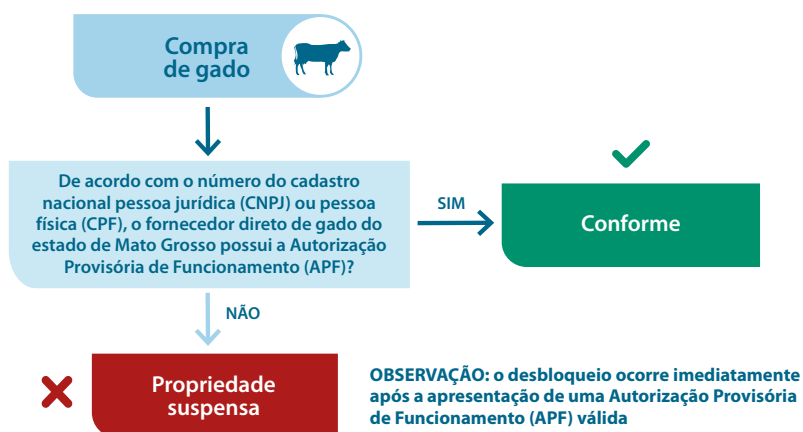 Compra
de gado
De acordo com o número do cadastro
nacional pessoa jurídica (CNPJ) ou pessoa
física (CPF), o fornecedor direto de gado do
estado de Mato Grosso possui a Autorização
Provisória de Funcionamento (APF)?
SIM
Conforme
NÃO
Propriedade
suspensa
OBSERVAÇÃO: o desbloqueio ocorre imediatamente
após a apresentação de uma Autorização Provisória
de Funcionamento (APF) válida